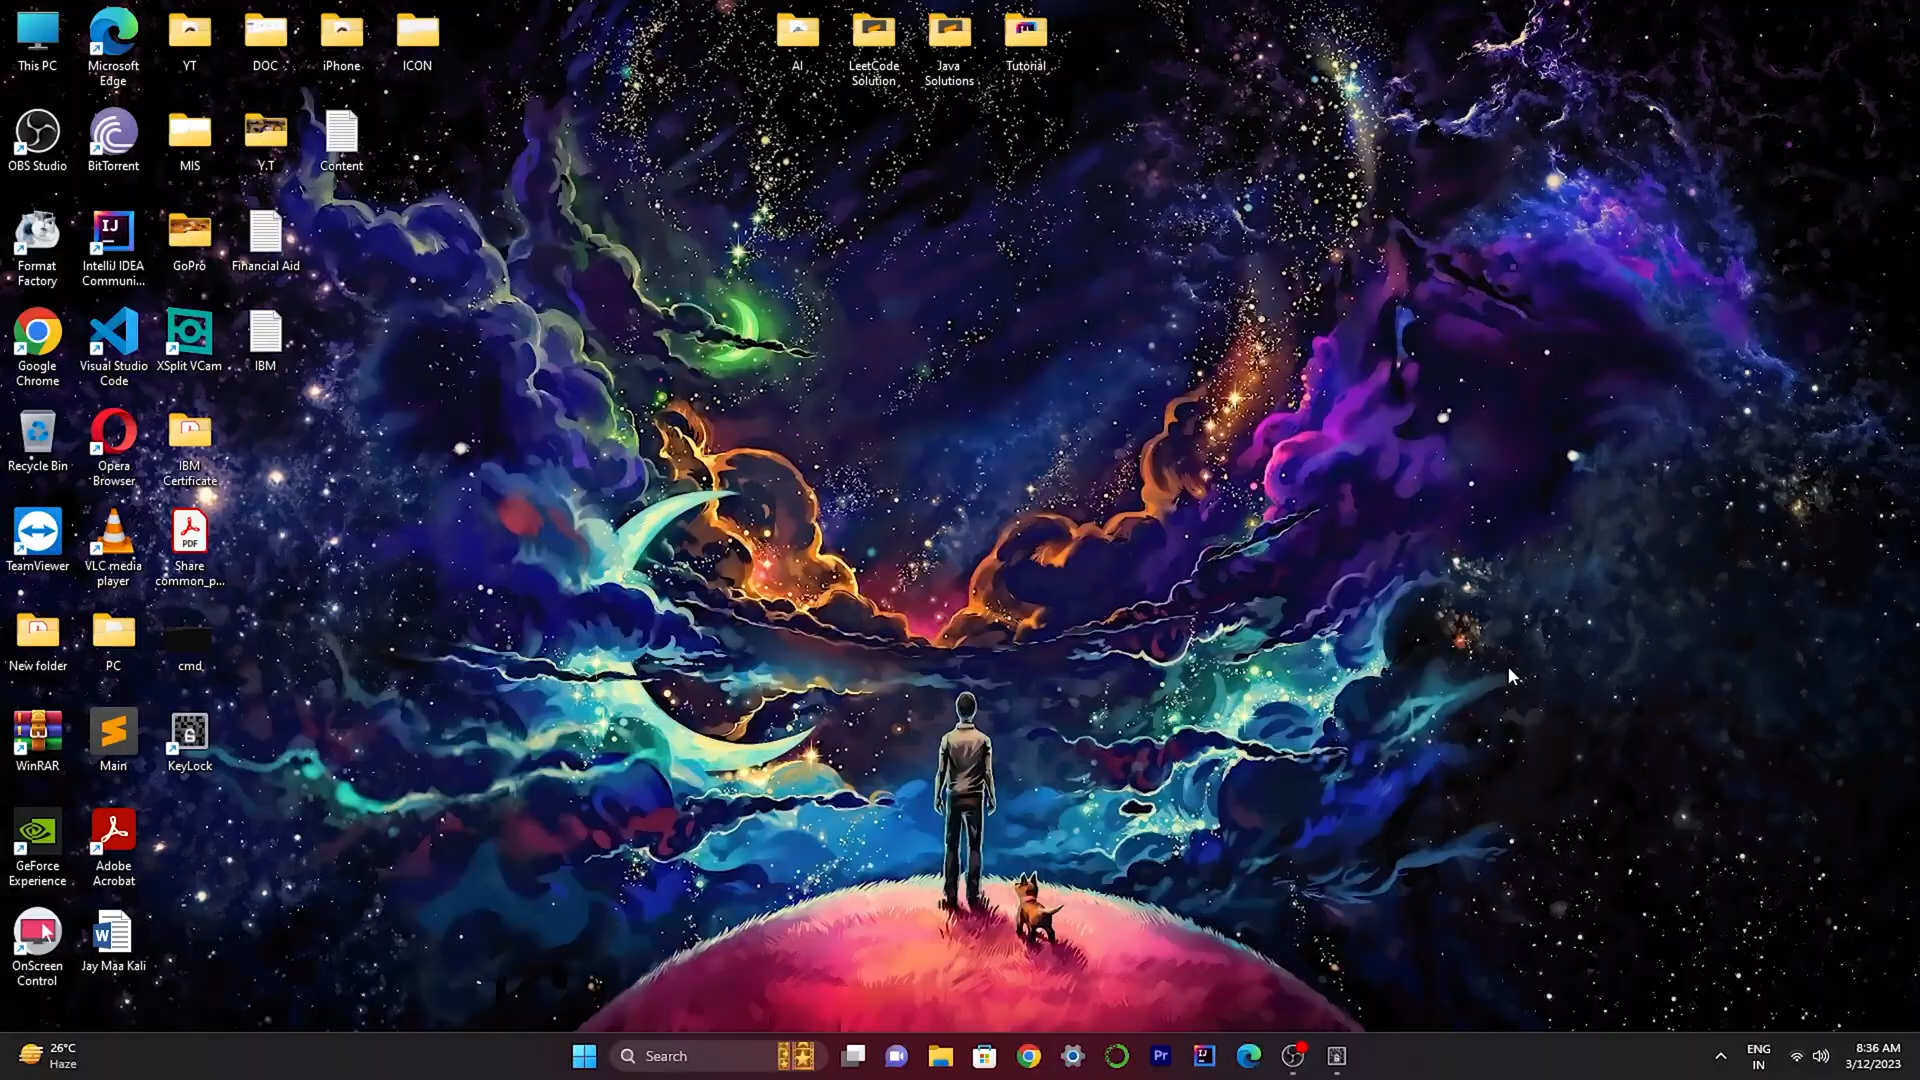 This PC
Microsoft
Edge
YT
DOC
iPhone
ICON
AI
LeetCode
Solution
Java
Solutions
Tutorial
OBS Studio
BitTorrent
MIS
Y.T
Content
Format
Factory
IJ
IntelliJ IDEA
Communi...
GoPro
Financial Aid
Google
Chrome
Visual Studio
Code
XSplit VCam
IBM
Recycle Bin
Opera
Browser
IBM
Certificate
TeamViewer
VLC media
player
PDF
Share
common_p...
New folder
PC
cmd
WinRAR
Main
KeyLock
GeForce
Experience
Adobe
Acrobat
OnScreen
Control
W
Jay Maa Kali
26°C
Haze
Search
Pr
IJ
ENG
IN
8:36 AM
3/12/2023